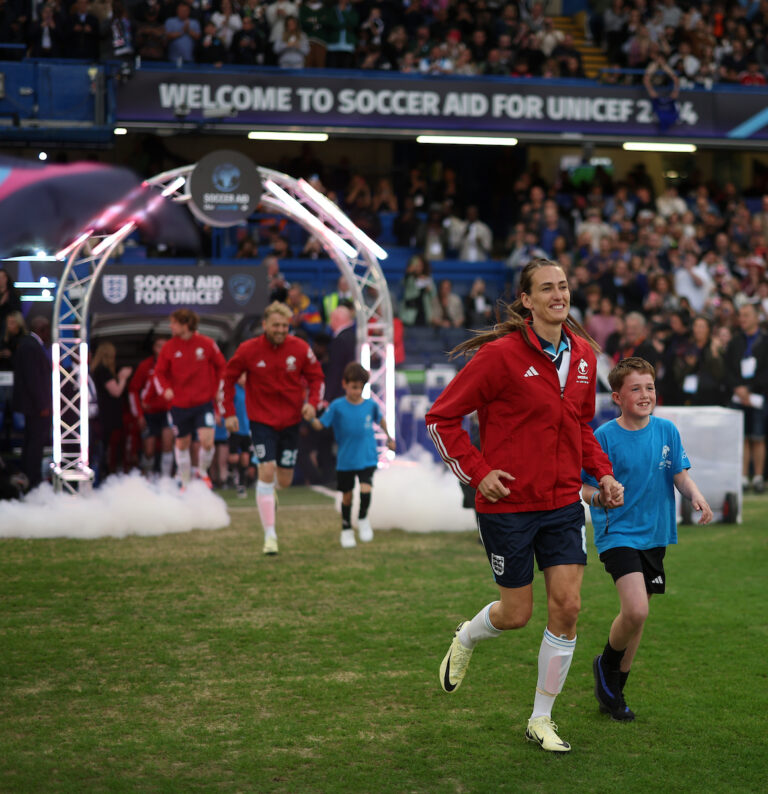 WELCOME TO SOCCER AID FOR UNICEF 2024
SOCCER AID
SOCCER AID
FOR UNICEF